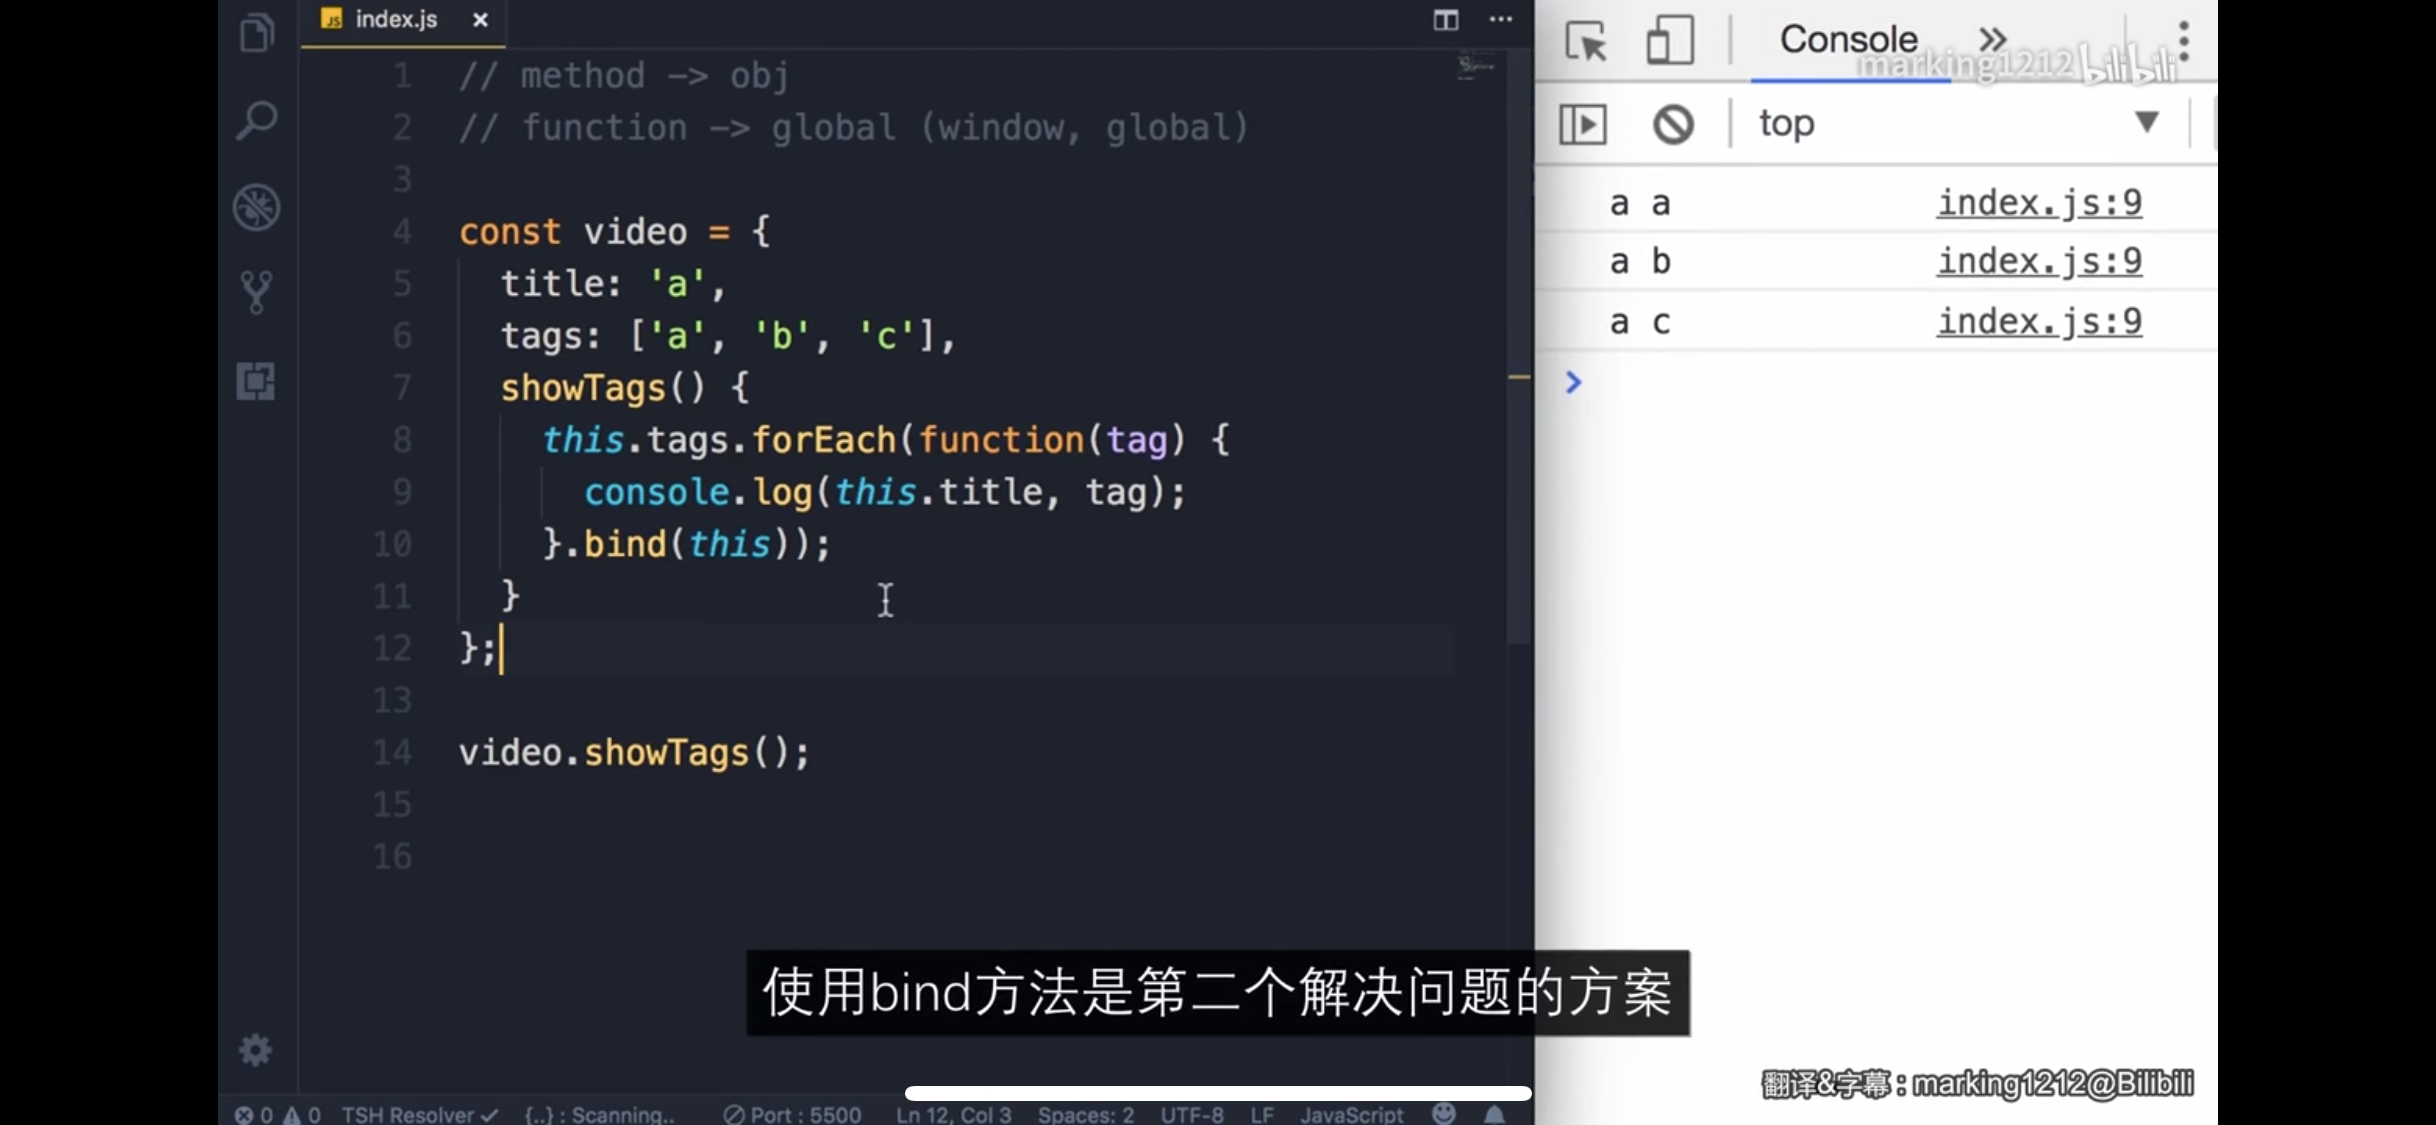 index.js
1 // method -> obj
2 // function -> global (window, global)
3
4 const video = {
5 title: 'a',
6 tags: ['a', 'b', 'c'],
7 showTags() {
8 this.tags.forEach(function(tag) {
9 console.log(this.title, tag);
10 }.bind(this));
11 }
12 };
13
14 video.showTags();
15
16
Console
marking1212 bilibili
top
a a index.js:9
a b index.js:9
a c index.js:9
使用bind方法是第二个解决问题的方案
翻译&字幕：marking1212@Bilibili
0 0 TSH Resolver {..} : Scanning.. Port : 5500 Ln 12, Col 3 Spaces: 2 UTF-8 LF JavaScript